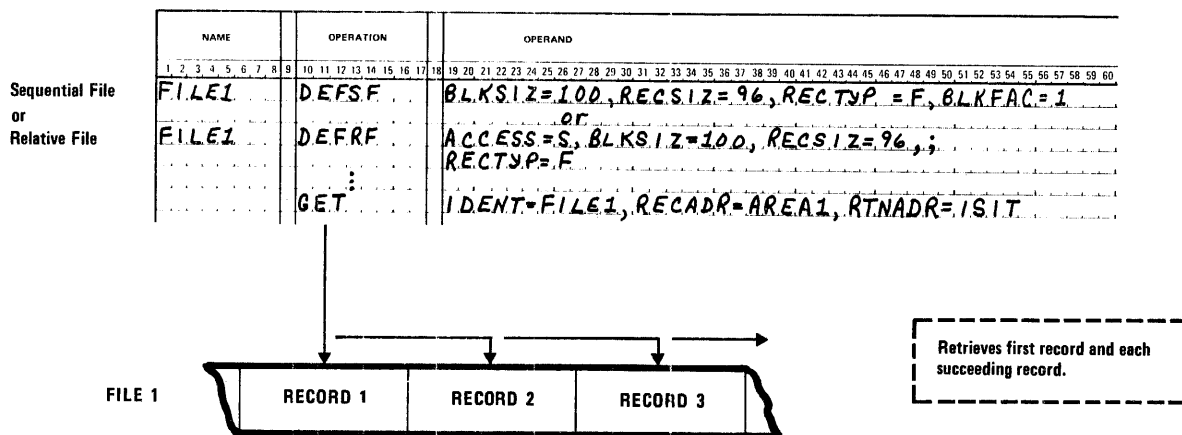 NAME OPERATION OPERAND
1 2 3 4 5 6 7 8 9 10 11 12 13 14 15 16 17 18 19 20 21 22 23 24 25 26 27 28 29 30 31 32 33 34 35 36 37 38 39 40 41 42 43 44 45 46 47 48 49 50 51 52 53 54 55 56 57 58 59 60
Sequential File FILE1 DEFSF BLKSIZ=100, RECSIZ=96, RECTYP =F, BLKFAC=1
or or
Relative File FILE1 DEFRF ACCESS=S, BLKSIZ=100, RECSIZ=96,;
RECTYP=F
GET IDENT=FILE1, RECADR=AREA1, RTNADR=ISIT
Retrieves first record and each
succeeding record.
FILE 1 RECORD 1 RECORD 2 RECORD 3